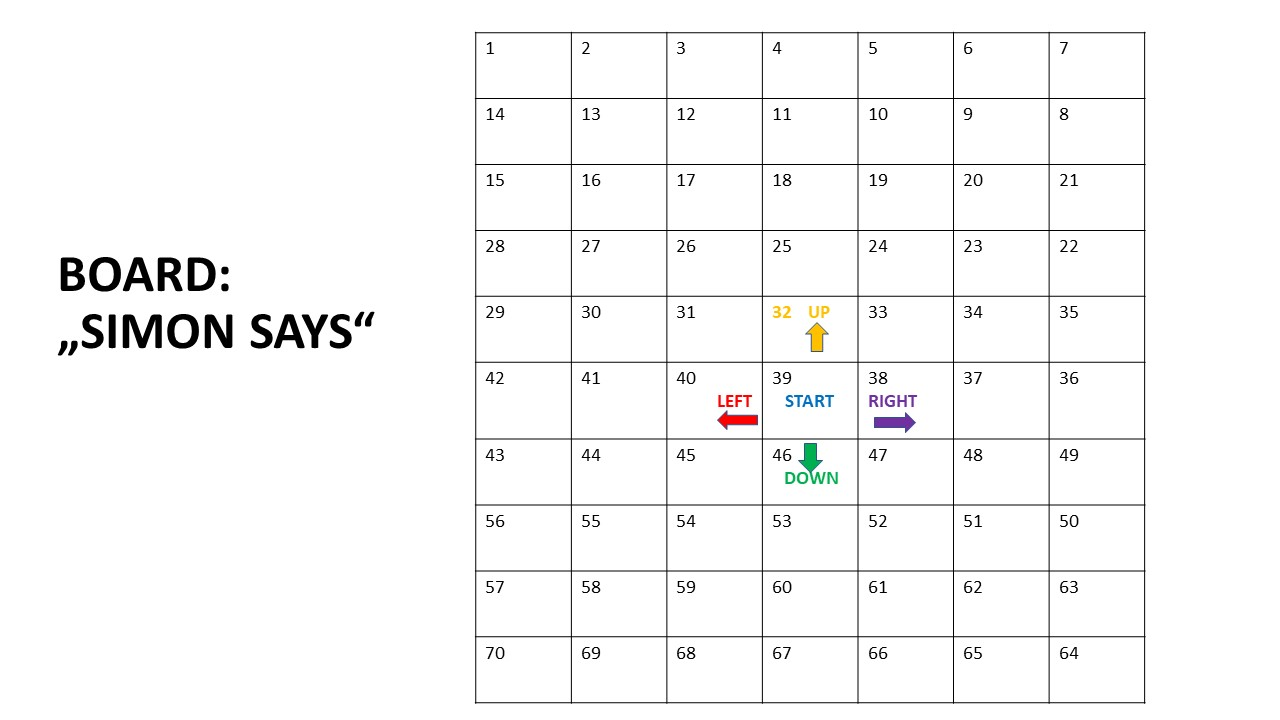 BOARD:
„SIMON SAYS“
1 2 3 4 5 6 7
14 13 12 11 10 9 8
15 16 17 18 19 20 21
28 27 26 25 24 23 22
29 30 31 32 UP 33 34 35
42 41 40 39 38 37 36
LEFT START RIGHT
43 44 45 46 47 48 49
DOWN
56 55 54 53 52 51 50
57 58 59 60 61 62 63
70 69 68 67 66 65 64